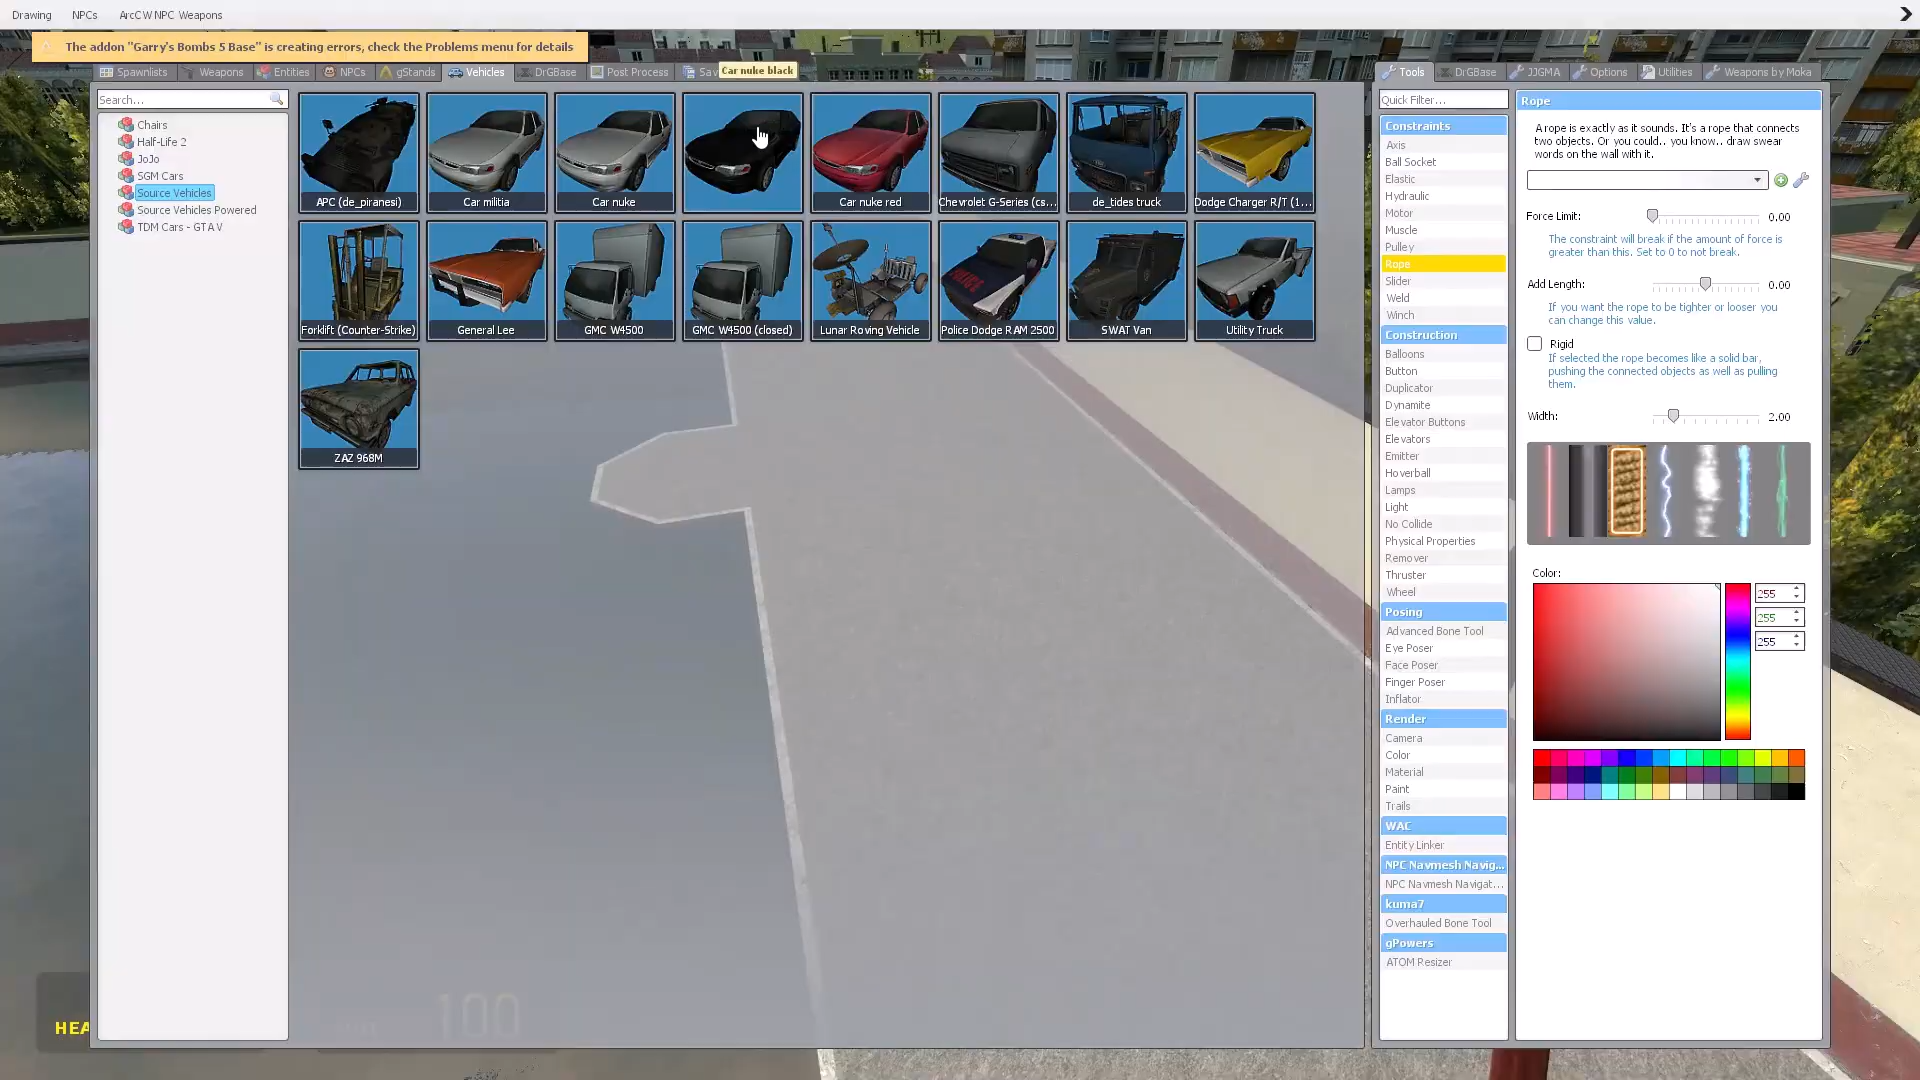 Drawing NPCs ArcCW NPC Weapons
The addon "Garry's Bombs 5 Base" is creating errors, check the Problems menu for details
Spawnlists Weapons Entities NPCs gStands Vehicles DrGBase Post Process Sav
Car nuke black
Tools DrGBase JJGMA Options Utilities Weapons by Moka
Search...
Chairs
Half-Life 2
JoJo
SGM Cars
Source Vehicles
Source Vehicles Powered
TDM Cars - GTA V
APC (de_piranesi) Car militia Car nuke Car nuke red Chevrolet G-Series (cs... de_tides truck Dodge Charger R/T (1...
Forklift (Counter-Strike) General Lee GMC W4500 GMC W4500 (closed) Lunar Roving Vehicle Police Dodge RAM 2500 SWAT Van Utility Truck
ZAZ 968M
HEA
100
Quick Filter...
Constraints
Axis
Ball Socket
Elastic
Hydraulic
Motor
Muscle
Pulley
Rope
Slider
Weld
Winch
Construction
Balloons
Button
Duplicator
Dynamite
Elevator Buttons
Elevators
Emitter
Hoverball
Lamps
Light
No Collide
Physical Properties
Remover
Thruster
Wheel
Posing
Advanced Bone Tool
Eye Poser
Face Poser
Finger Poser
Inflator
Render
Camera
Color
Material
Paint
Trails
WAC
Entity Linker
NPC Navmesh Navig...
NPC Navmesh Navigat...
kuma7
Overhauled Bone Tool
gPowers
ATOM Resizer
Rope
A rope is exactly as it sounds. It's a rope that connects
two objects. Or you could.. you know.. draw swear
words on the wall with it.
Force Limit: 0.00
The constraint will break if the amount of force is
greater than this. Set to 0 to not break.
Add Length: 0.00
If you want the rope to be tighter or looser you
can change this value.
Rigid
If selected the rope becomes like a solid bar,
pushing the connected objects as well as pulling
them.
Width: 2.00
Color:
255
255
255